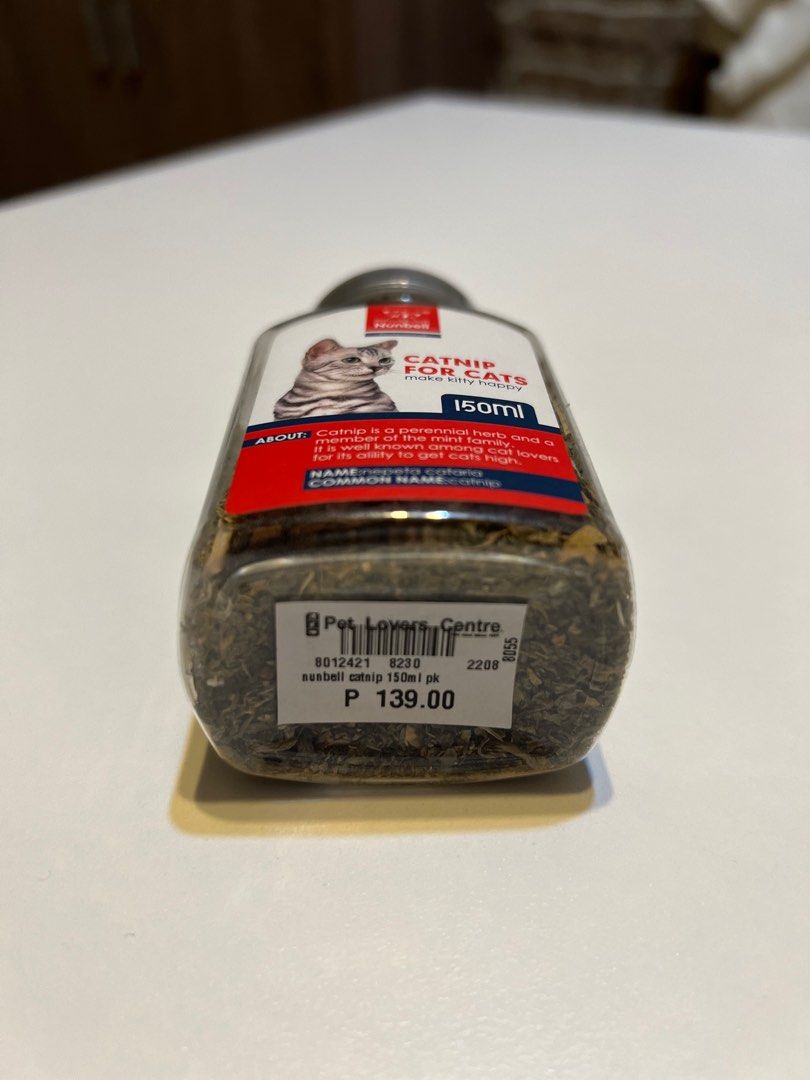 Nunbell
CATNIP
FOR CATS
make kitty happy
150ml
ABOUT: Catnip is a perennial herb and a
member of the mint family.
It is well known among cat lovers
for its alility to get cats high.
NAME:nepeta cataria
COMMON NAME:catnip
Pet Lovers Centre
8012421 8230 2208
8055
nunbell catnip 150ml pk
P 139.00